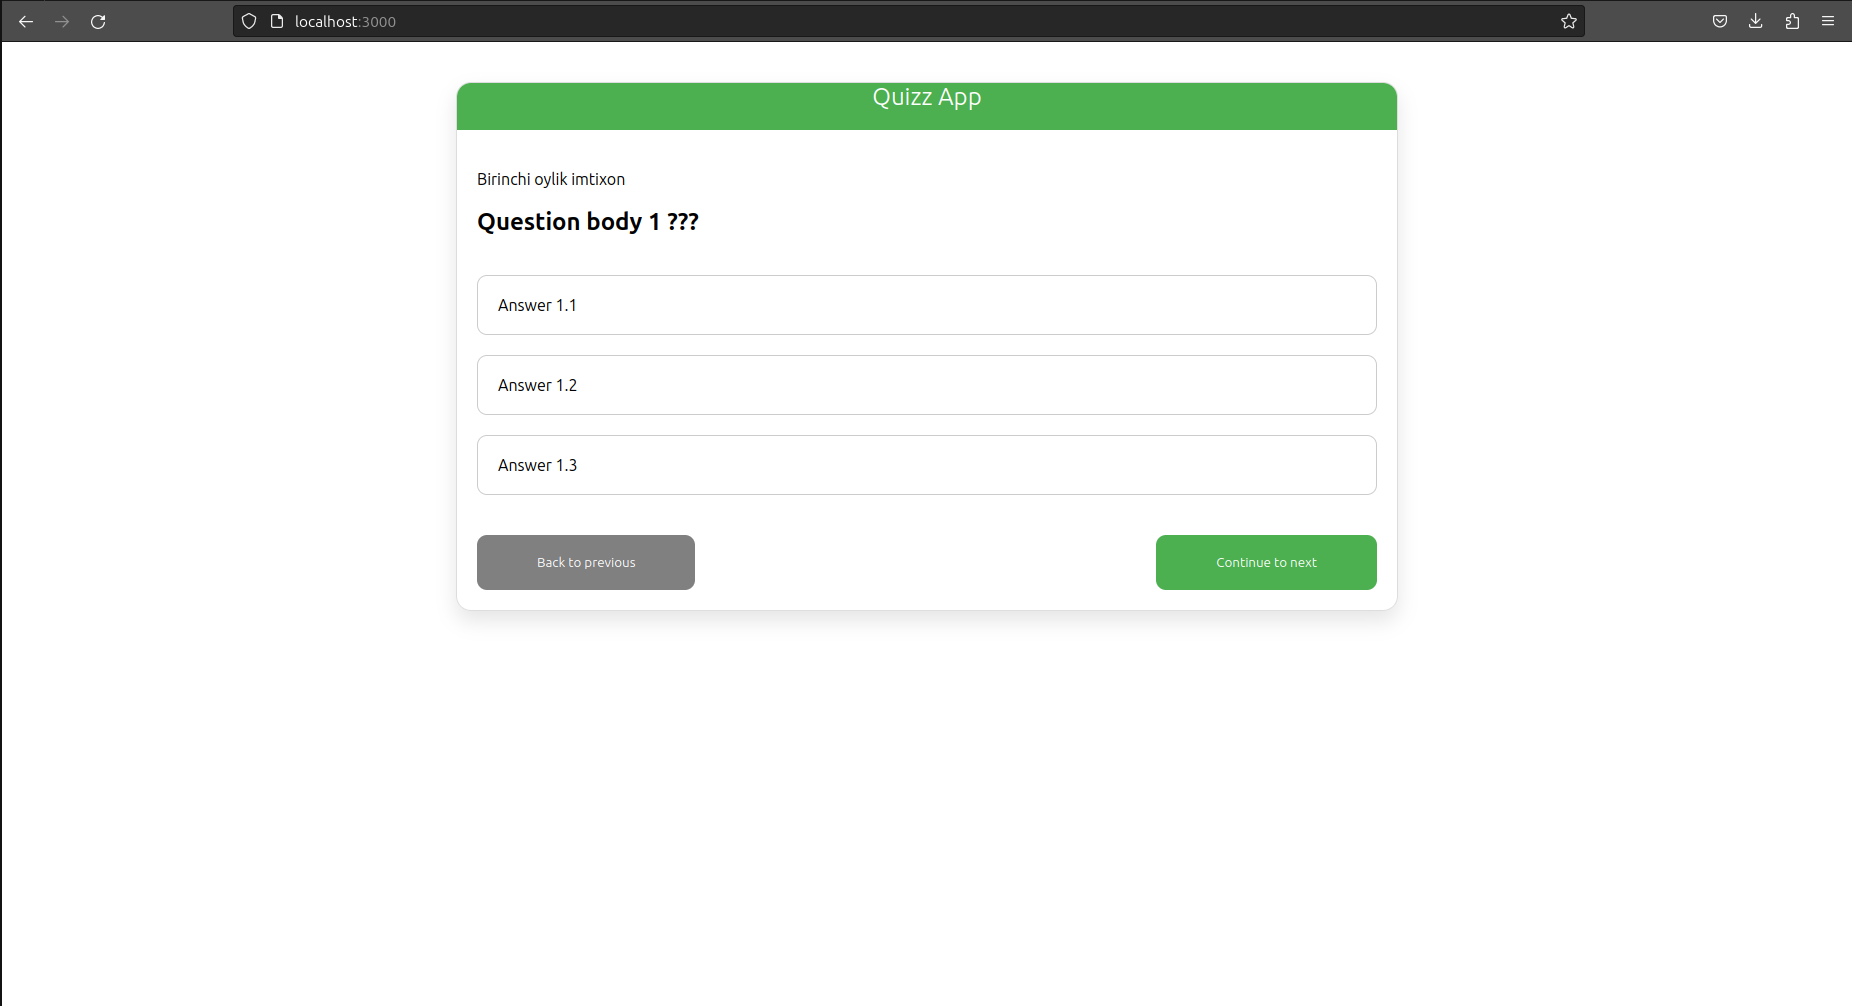 localhost:3000
Quizz App
Birinchi oylik imtixon
Question body 1 ???
Answer 1.1
Answer 1.2
Answer 1.3
Back to previous
Continue to next